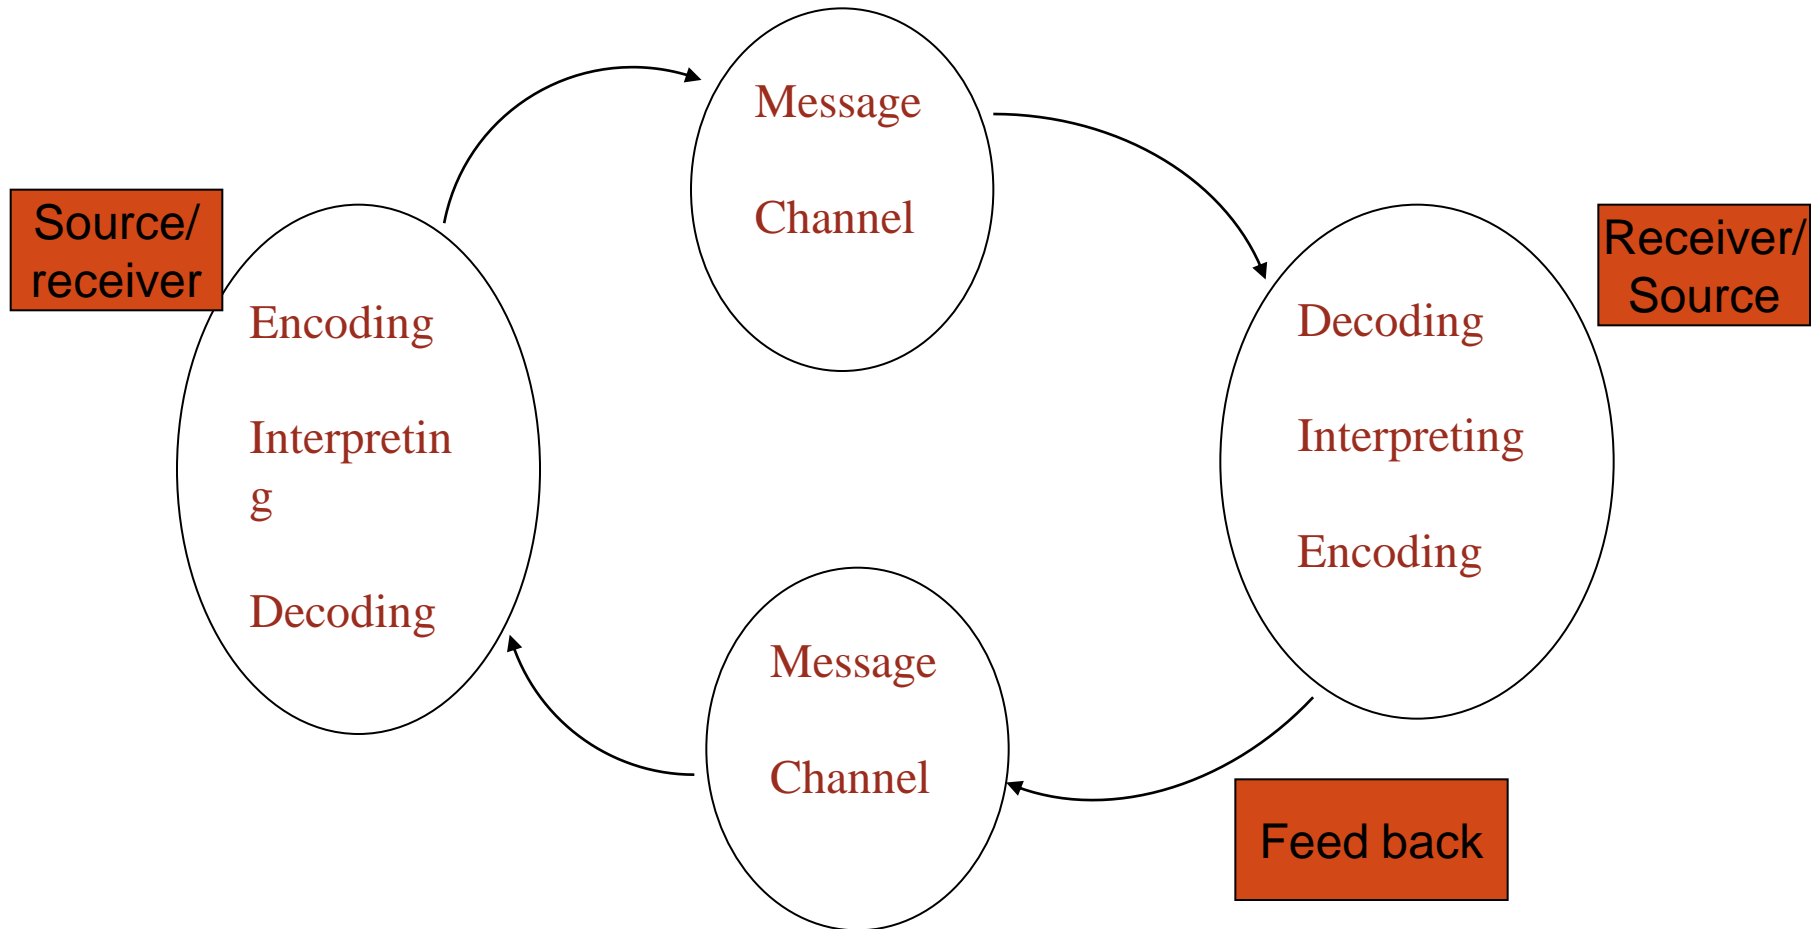 Message
Channel
Source/
receiver
Encoding
Interpretin
g
Decoding
Receiver/
Source
Decoding
Interpreting
Encoding
Message
Channel
Feed back